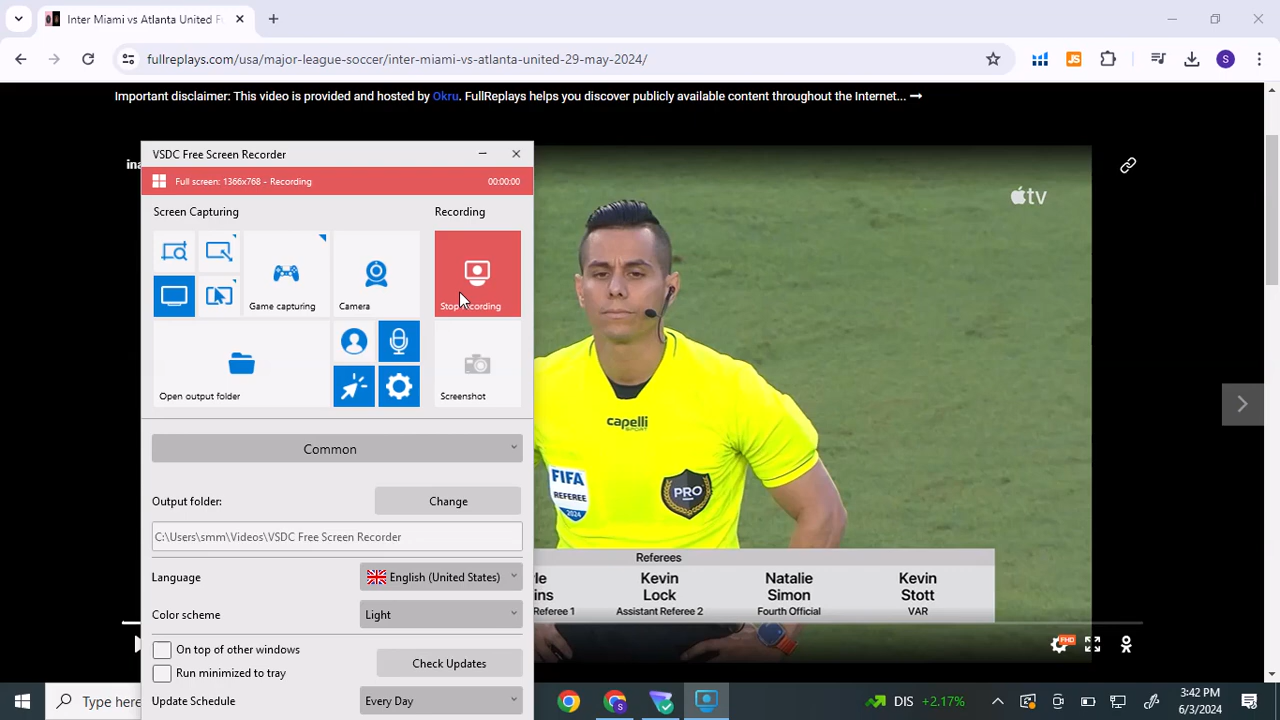 Inter Miami vs Atlanta United F
fullreplays.com/usa/major-league-soccer/inter-miami-vs-atlanta-united-29-may-2024/
JS
S
Important disclaimer: This video is provided and hosted by Okru. FullReplays helps you discover publicly available content throughout the Internet... →
ina
tv
VSDC Free Screen Recorder
Full screen: 1366x768 - Recording
00:00:00
Screen Capturing
Recording
Game capturing
Camera
Stop recording
Open output folder
Screenshot
Common
Output folder:
Change
C:\Users\smm\Videos\VSDC Free Screen Recorder
Language
English (United States)
Color scheme
Light
On top of other windows
Run minimized to tray
Check Updates
Update Schedule
Every Day
capelli
SPORT
FIFA
REFEREE
2024
PRO
Referees
Kevin
Lock
Assistant Referee 2
Natalie
Simon
Fourth Official
Kevin
Stott
VAR
Referee 1
FHD
Type here
DIS +2.17%
3:42 PM
6/3/2024